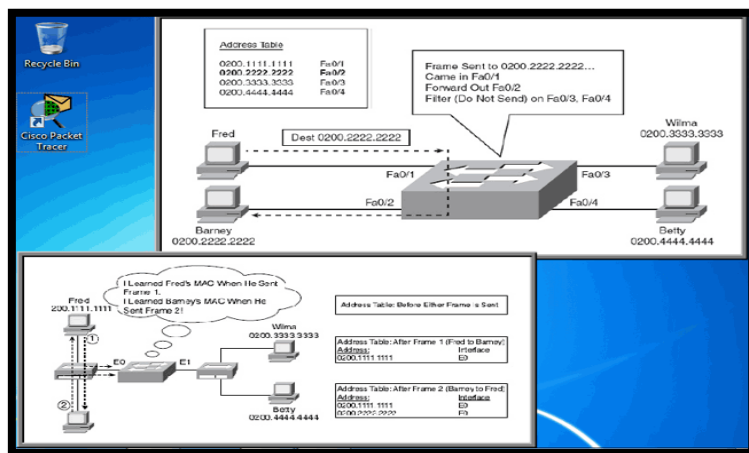 Recycle Bin
Cisco Packet
Tracer
Address Table
0200.1111.1111 Fa0/1
0200.2222.2222 Fa0/2
0200.3333.3333 Fa0/3
0200.4444.4444 Fa0/4
Frame Sent to 0200.2222.2222...
Came in Fa0/1
Forward Out Fa0/2
Filter (Do Not Send) on Fa0/3, Fa0/4
Fred
Dest 0200.2222.2222
Wilma
0200.3333.3333
Fa0/1
Fa0/3
Fa0/2
Fa0/4
Barney
0200.2222.2222
Betty
0200.4444.4444
I Learned Fred's MAC When He Sent
Frame 1.
I Learned Barney's MAC When He
Sent Frame 2!
Fred
200.1111.1111
Address Table: Before Either Frame is Sent
1
E0
E1
Wilma
0200.3333.3333
Address Table: After Frame 1 (Fred to Barney)
Address: Interface
0200.1111.1111 E0
2
Betty
0200.4444.4444
Address Table: After Frame 2 (Barney to Fred)
Address: Interface
0200.1111.1111 E0
0200.2222.2222 E0